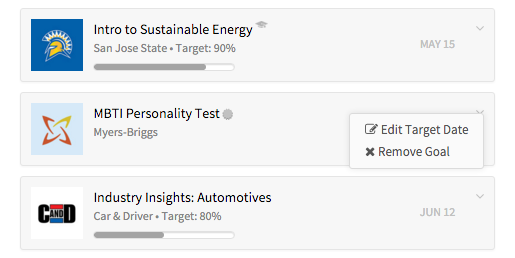 Intro to Sustainable Energy
San Jose State • Target: 90%
MAY 15
MBTI Personality Test
Myers-Briggs
Edit Target Date
Remove Goal
CAND D
Industry Insights: Automotives
Car & Driver • Target: 80%
JUN 12